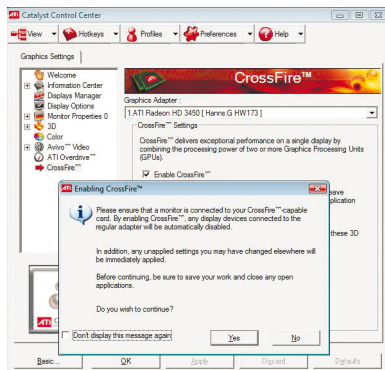 Catalyst Control Center
View Hotkeys Profiles Preferences Help
Graphics Settings
Welcome
Information Center
Displays Manager
Display Options
Monitor Properties 0
3D
Color
Avivo™ Video
ATI Overdrive™
CrossFire™
CrossFire™
Graphics Adapter :
1.ATI Radeon HD 3450 [ Hanns.G HW173 ]
CrossFire™ Settings
CrossFire™ delivers exceptional performance on a single display by
combining the processing power of two or more Graphics Processing Units
(GPUs).
Enable CrossFire™
save
plication
these 3D
Enabling CrossFire™
Please ensure that a monitor is connected to your CrossFire™-capable
card. By enabling CrossFire™, any display devices connected to the
regular adapter will be automatically disabled.
In addition, any unapplied settings you may have changed elsewhere will
be immediately applied.
Before continuing, be sure to save your work and close any open
applications.
Do you wish to continue?
Don't display this message again
Yes No
ATI
Basic... OK Apply Discard Defaults